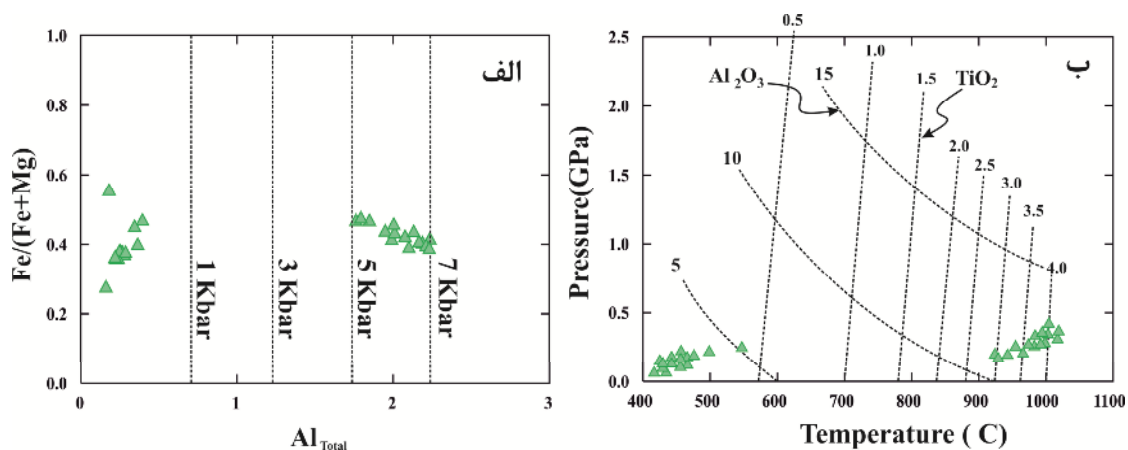 الف
1.0
0.8
0.6
0.4
0.2
0.0
Fe/(Fe+Mg)
1 Kbar
3 Kbar
5 Kbar
7 Kbar
0 1 2 3
Al Total
ب
2.5
2.0
1.5
1.0
0.5
0.0
Pressure(GPa)
0.5
1.0
1.5
2.0
2.5
3.0
3.5
4.0
Al2O3
15
TiO2
10
5
400 500 600 700 800 900 1000 1100
Temperature ( C)